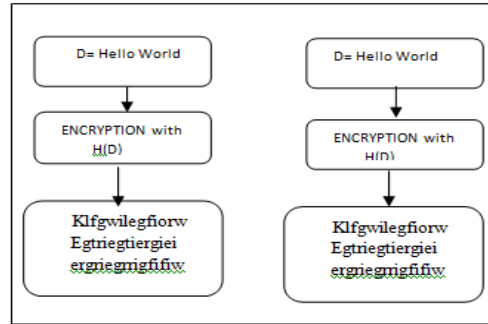 D= Hello World
ENCRYPTION with
H(D)
Klfgwilegfiorw
Egtriegtiergiei
ergriegrrigfifiw
D= Hello World
ENCRYPTION with
H(D)
Klfgwilegfiorw
Egtriegtiergiei
ergriegrrigfifiw